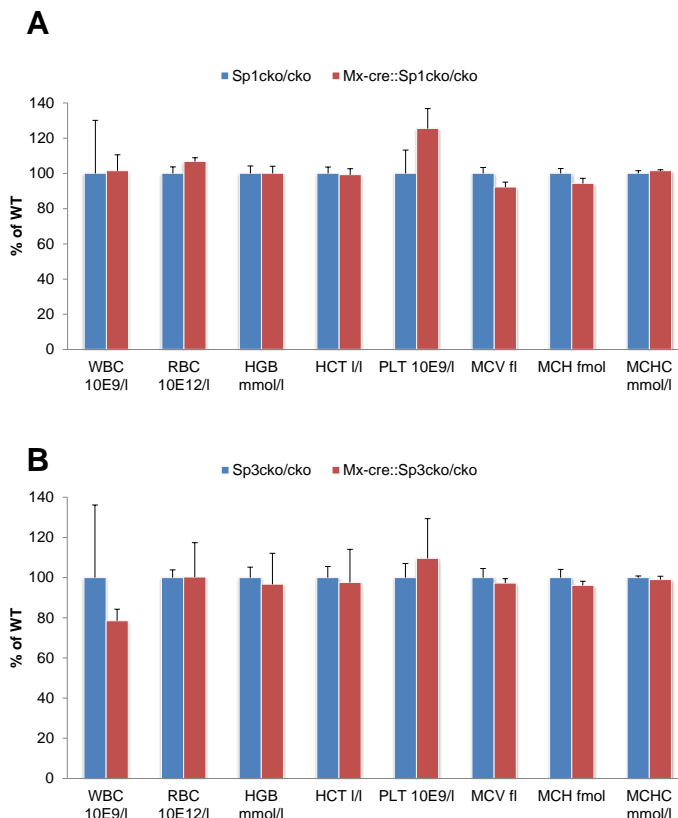 A
Sp1cko/cko Mx-cre::Sp1cko/cko
140
120
100
80
60
40
20
0
% of WT
WBC RBC HGB HCT l/l PLT 10E9/l MCV fl MCH fmol MCHC
10E9/l 10E12/l mmol/l mmol/l
B
Sp3cko/cko Mx-cre::Sp3cko/cko
140
120
100
80
60
40
20
0
% of WT
WBC RBC HGB HCT l/l PLT 10E9/l MCV fl MCH fmol MCHC
10E9/l 10E12/l mmol/l mmol/l